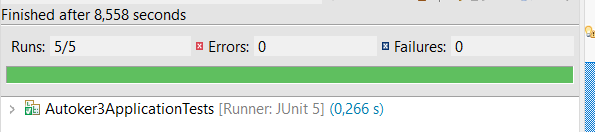 Finished after 8,558 seconds
Runs: 5/5 Errors: 0 Failures: 0
Autoker3ApplicationTests [Runner: JUnit 5] (0,266 s)